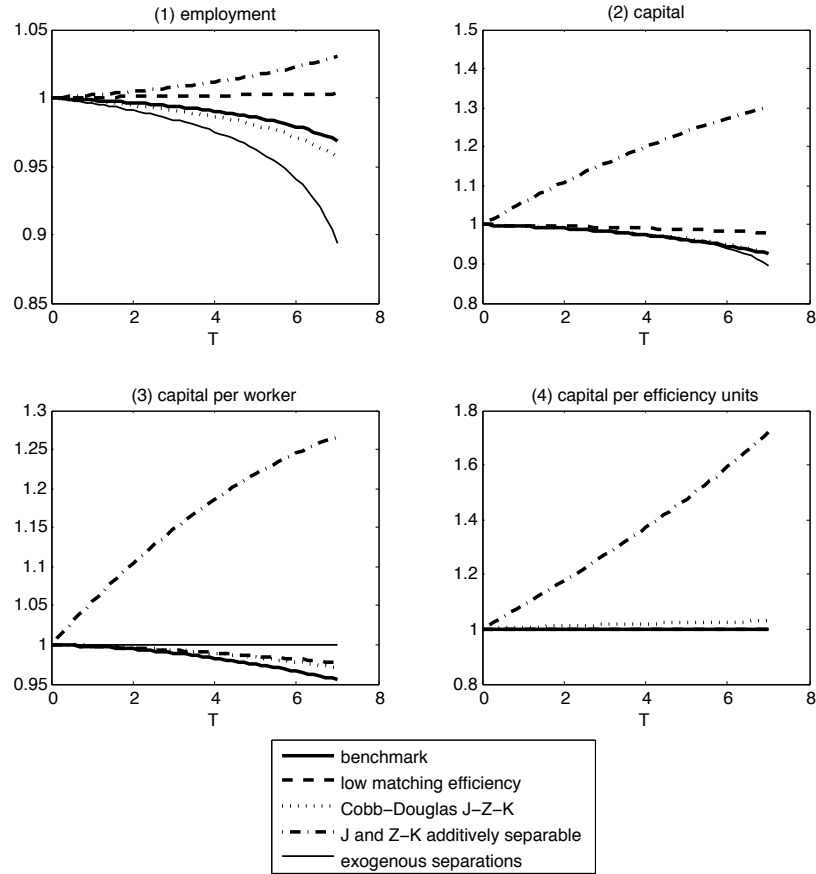 (1) employment
1.05
1
0.95
0.9
0.85
0 2 4 6 8
T
(2) capital
1.5
1.4
1.3
1.2
1.1
1
0.9
0.8
0 2 4 6 8
T
(3) capital per worker
1.3
1.25
1.2
1.15
1.1
1.05
1
0.95
0 2 4 6 8
T
(4) capital per efficiency units
1.8
1.6
1.4
1.2
1
0.8
0 2 4 6 8
T
benchmark
low matching efficiency
Cobb−Douglas J−Z−K
J and Z−K additively separable
exogenous separations